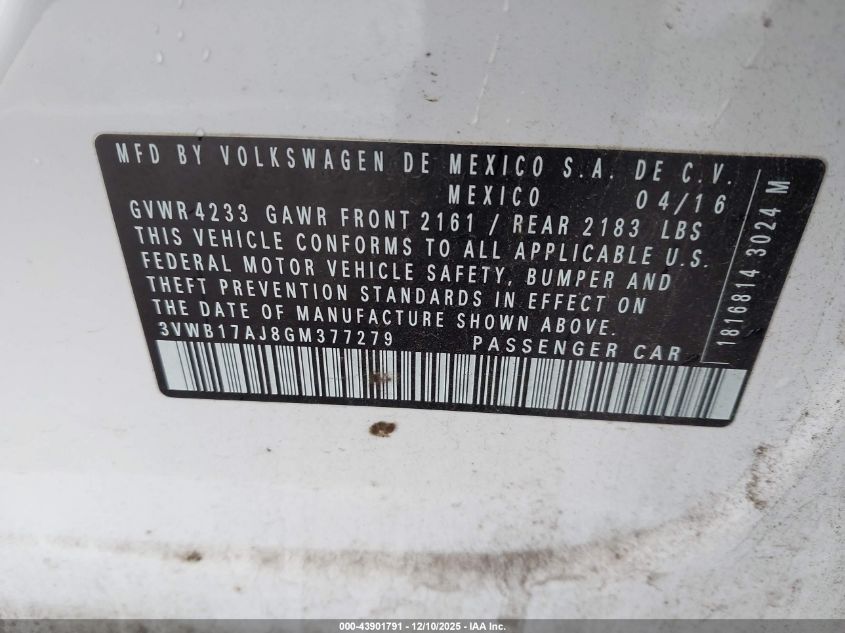 MFD BY VOLKSWAGEN DE MEXICO S.A. DE C.V.
MEXICO 04/16
GVWR 4233 GAWR FRONT 2161 / REAR 2183 LBS
THIS VEHICLE CONFORMS TO ALL APPLICABLE U.S.
FEDERAL MOTOR VEHICLE SAFETY, BUMPER AND
THEFT PREVENTION STANDARDS IN EFFECT ON
THE DATE OF MANUFACTURE SHOWN ABOVE.
3VWB17AJ8GM377279 PASSENGER CAR
1816814 3024 M
000-43901791 - 12/10/2025 - IAA Inc.